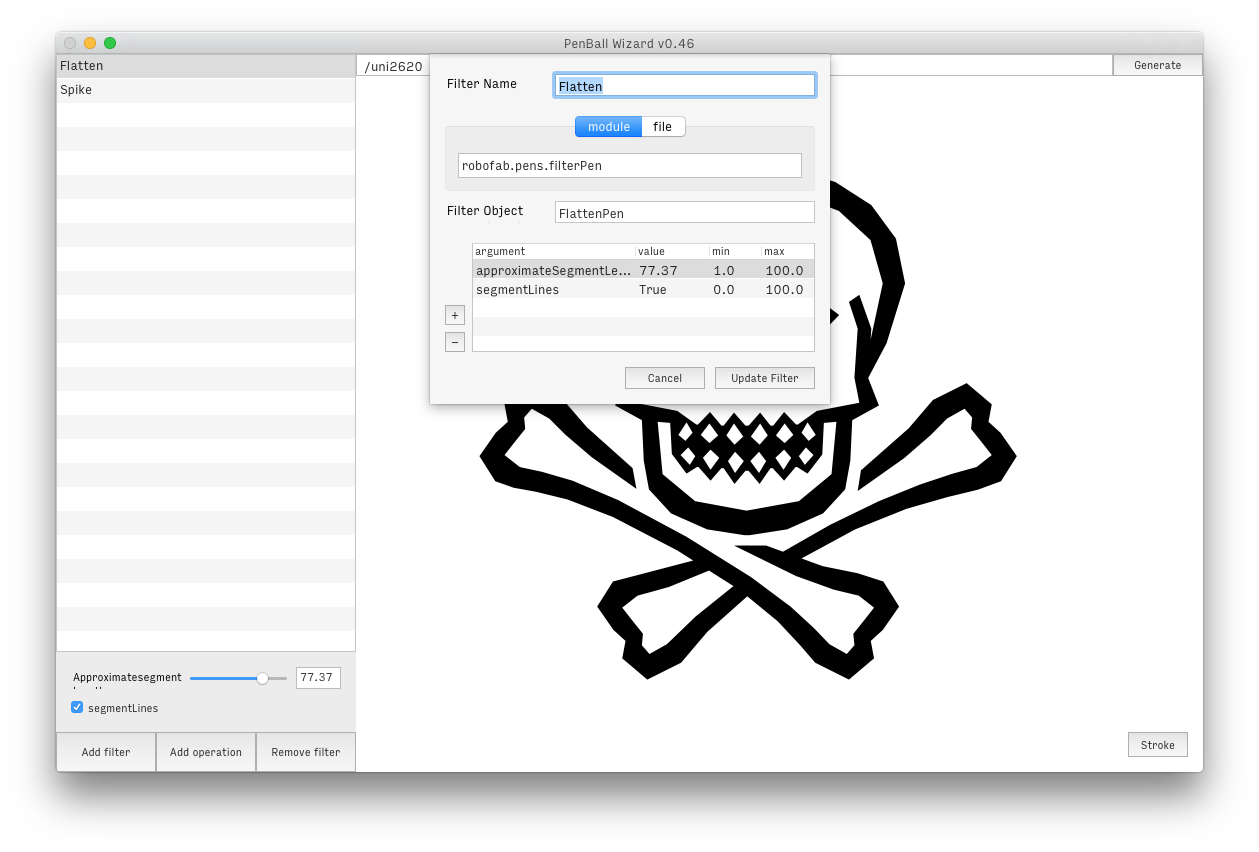 PenBall Wizard v0.46
Flatten
Spike
/uni2620
Generate
Filter Name
Flatten
module file
robofab.pens.filterPen
Filter Object
FlattenPen
argument value min max
approximateSegmentLe... 77.37 1.0 100.0
segmentLines True 0.0 100.0
+
−
Cancel Update Filter
Approximatesegment
77.37
segmentLines
Add filter Add operation Remove filter
Stroke